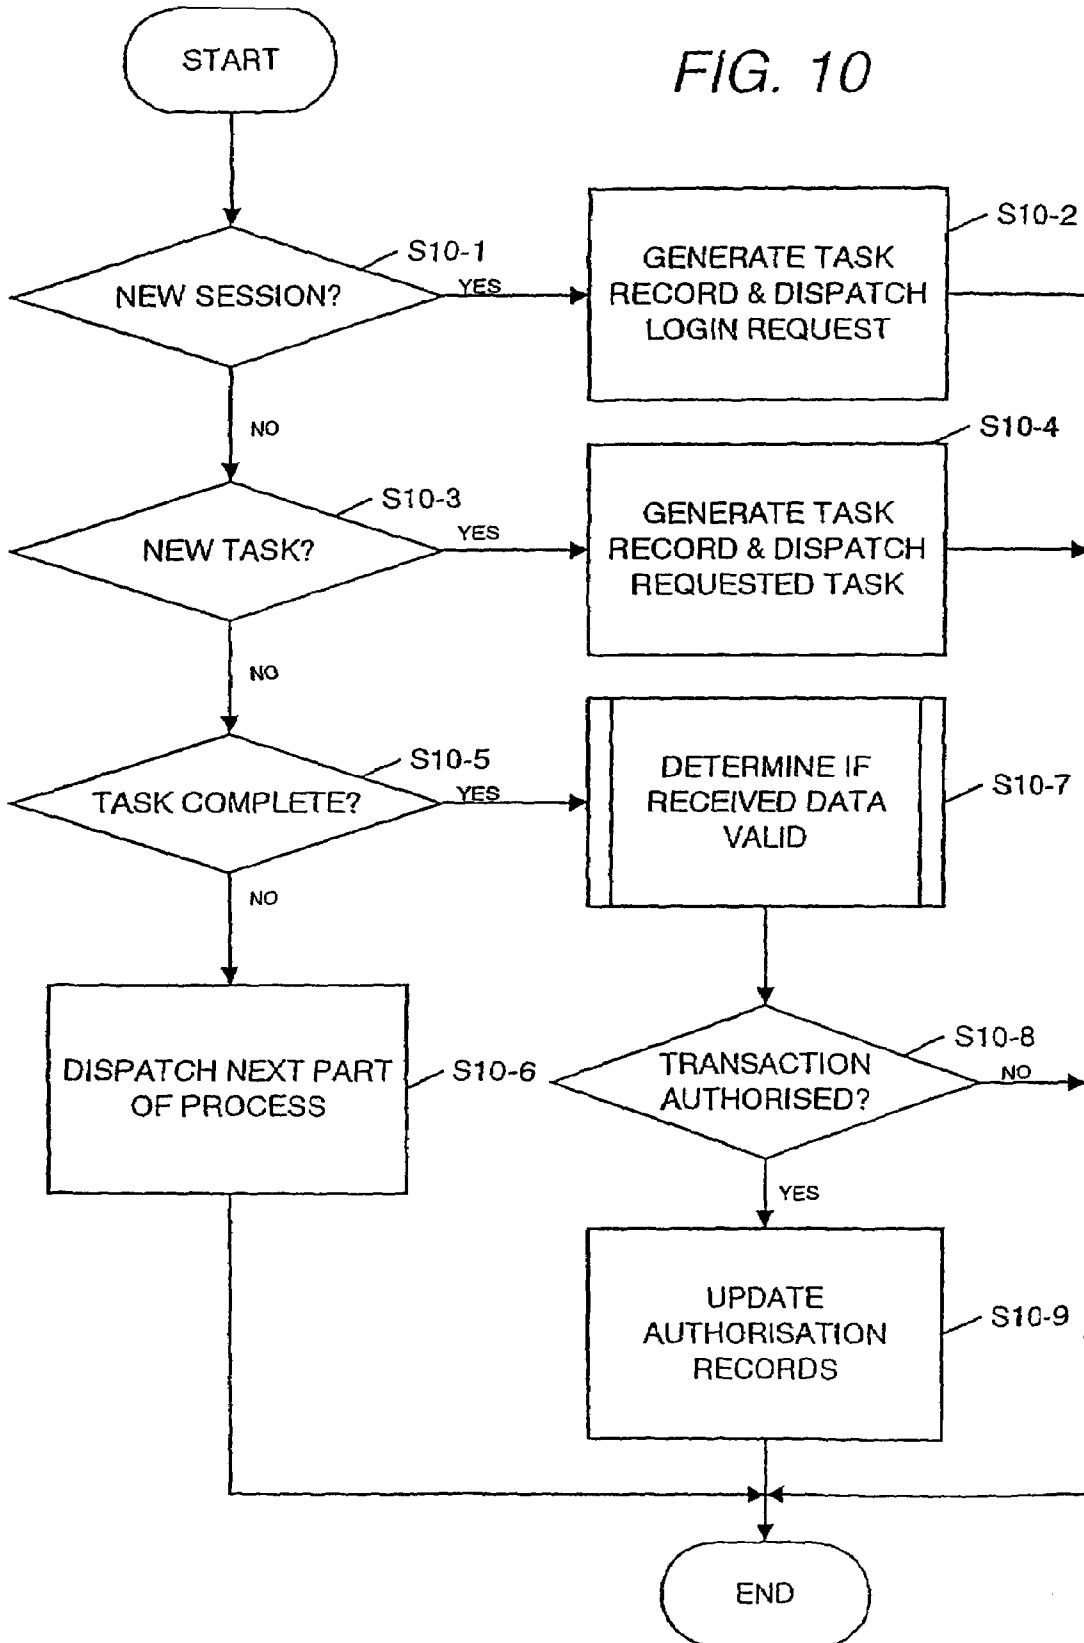 START
FIG. 10
S10-1
NEW SESSION?
YES
S10-2
GENERATE TASK
RECORD & DISPATCH
LOGIN REQUEST
NO
S10-3
NEW TASK?
YES
S10-4
GENERATE TASK
RECORD & DISPATCH
REQUESTED TASK
NO
S10-5
TASK COMPLETE?
YES
DETERMINE IF
RECEIVED DATA
VALID
S10-7
NO
DISPATCH NEXT PART
OF PROCESS
S10-6
TRANSACTION
AUTHORISED?
S10-8
NO
YES
UPDATE
AUTHORISATION
RECORDS
S10-9
END